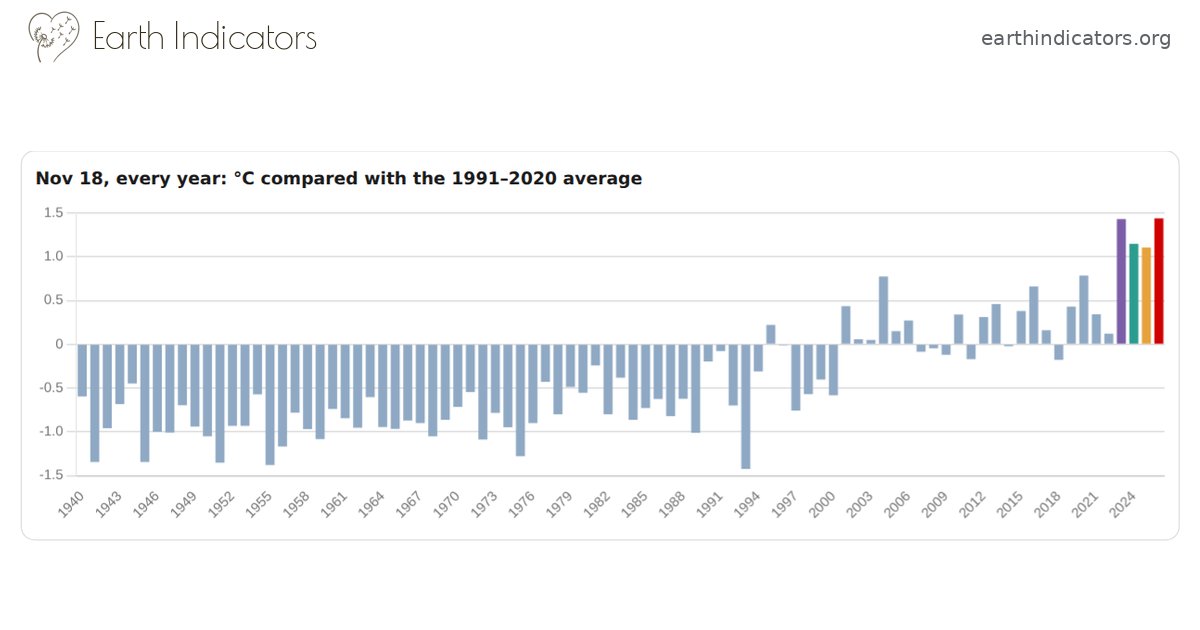 Earth Indicators
earthindicators.org
Nov 18, every year: °C compared with the 1991–2020 average
1.5
1.0
0.5
0
-0.5
-1.0
-1.5
1940 1943 1946 1949 1952 1955 1958 1961 1964 1967 1970 1973 1976 1979 1982 1985 1988 1991 1994 1997 2000 2003 2006 2009 2012 2015 2018 2021 2024